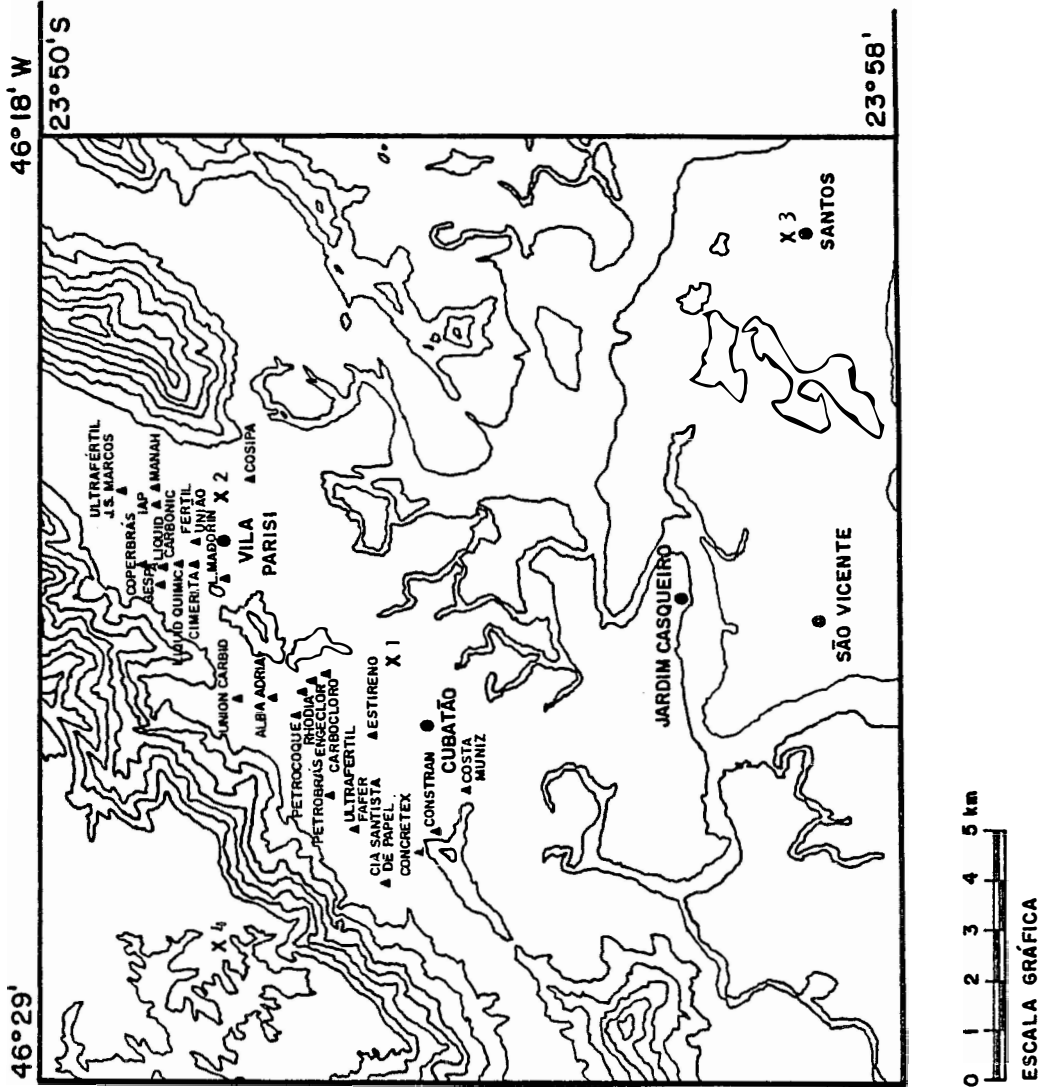 46°29'
46°18' W
23°50'S
23°58'
X 4
ULTRAFÉRTIL
J.S. MARCOS
COPERBRÁS
IAP
MANAH
LIQUID
CARBONIC
LIQUID QUIMICA
FERTIL
UNIÃO
CIMERITA
UNION CARBID
ALBA ADRIA
X 2
COSIPA
VILA
PARISI
PETROCOQUE
RHODIA
PETROBRÁS
ENGECLOR
CARBOCLORO
ULTRAFERTIL
FAFER
CIA SANTISTA
DE PAPEL
CONCRETEX
ESTIRENO
X 1
CONSTRAN
CUBATÃO
COSTA
MUNIZ
JARDIM CASQUEIRO
SÃO VICENTE
X 3
SANTOS
0 1 2 3 4 5 km
ESCALA GRÁFICA